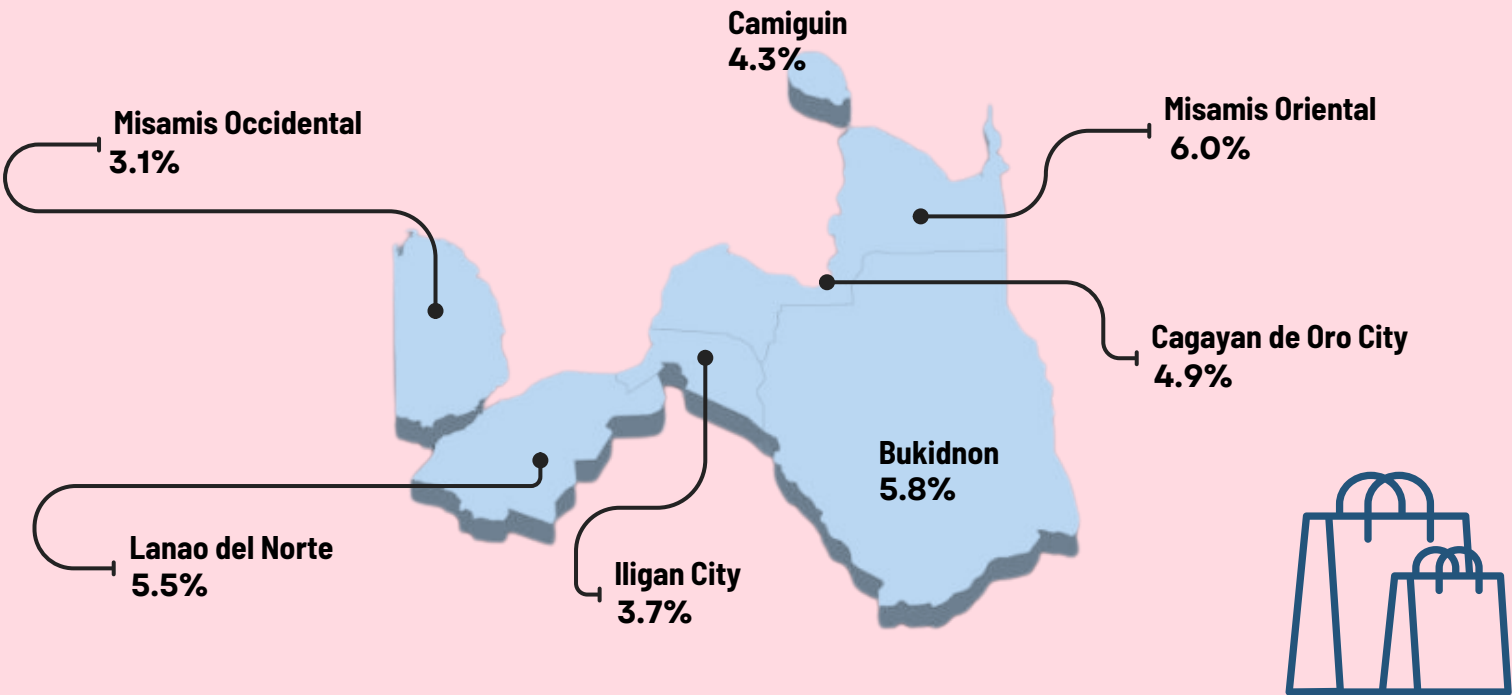 Camiguin
4.3%
Misamis Occidental
3.1%
Misamis Oriental
6.0%
Cagayan de Oro City
4.9%
Bukidnon
5.8%
Lanao del Norte
5.5%
Iligan City
3.7%